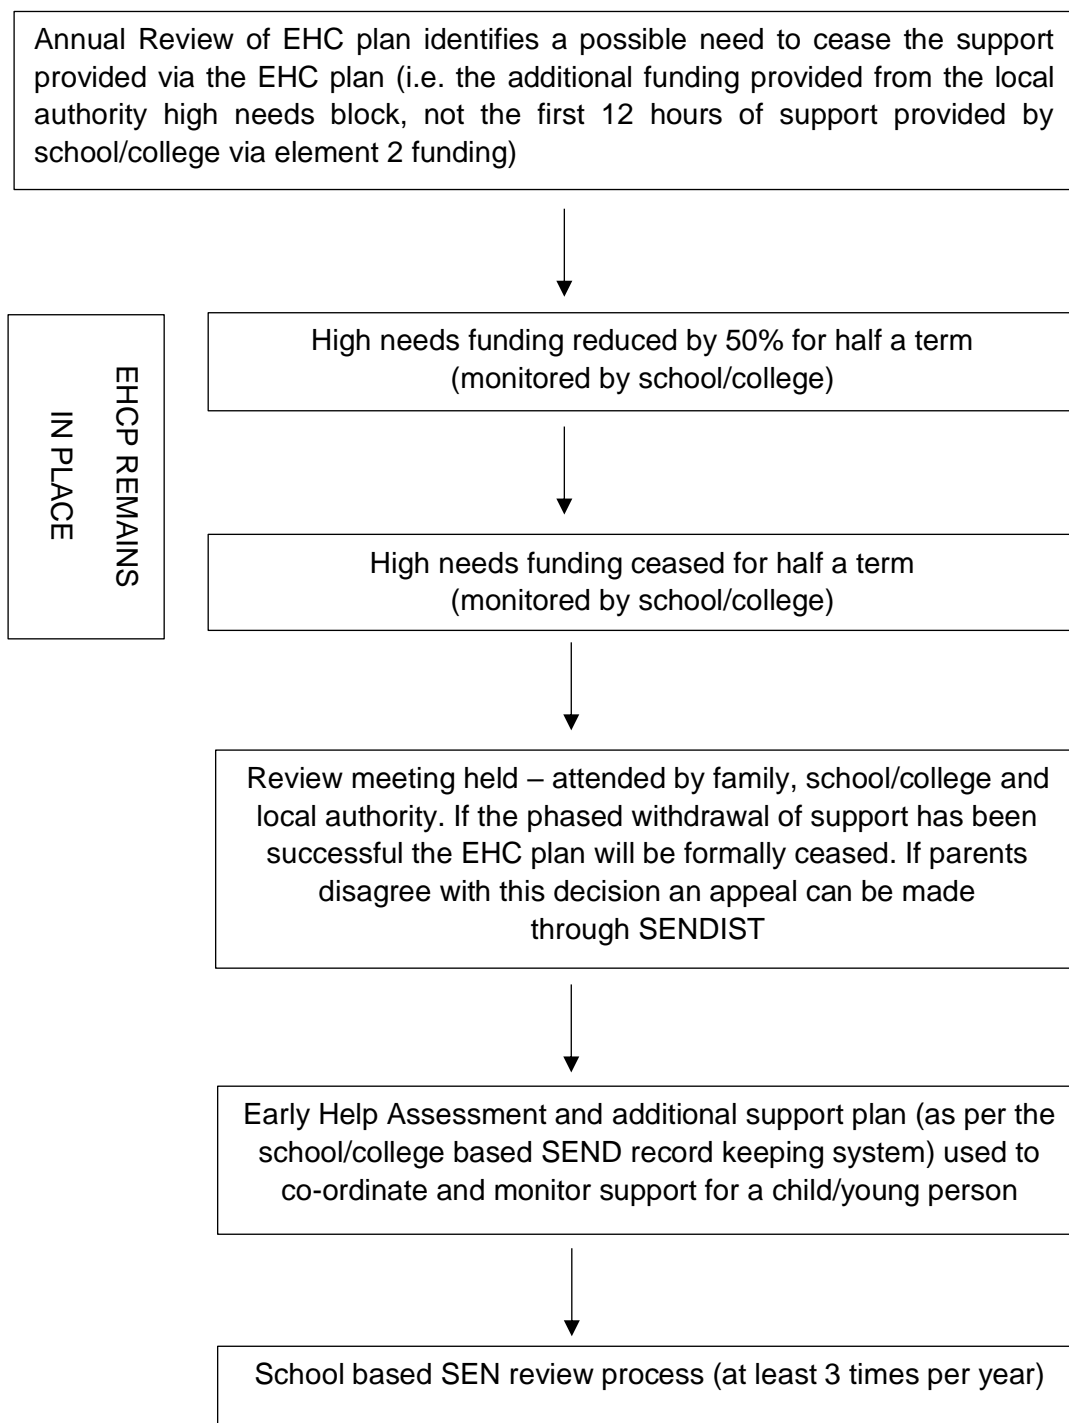 Annual Review of EHC plan identifies a possible need to cease the support
provided via the EHC plan (i.e. the additional funding provided from the local
authority high needs block, not the first 12 hours of support provided by
school/college via element 2 funding)
EHCP REMAINS
IN PLACE
High needs funding reduced by 50% for half a term
(monitored by school/college)
High needs funding ceased for half a term
(monitored by school/college)
Review meeting held – attended by family, school/college and
local authority. If the phased withdrawal of support has been
successful the EHC plan will be formally ceased. If parents
disagree with this decision an appeal can be made
through SENDIST
Early Help Assessment and additional support plan (as per the
school/college based SEND record keeping system) used to
co-ordinate and monitor support for a child/young person
School based SEN review process (at least 3 times per year)